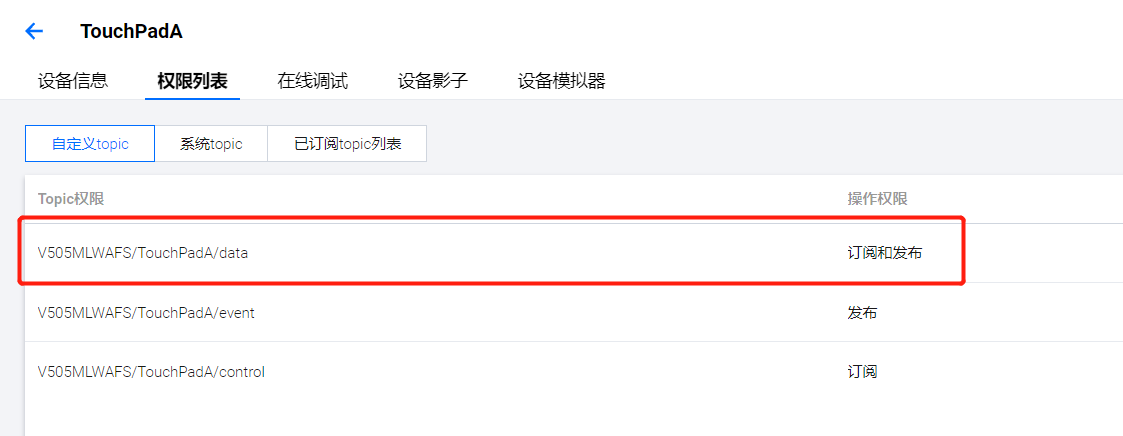 TouchPadA
设备信息 权限列表 在线调试 设备影子 设备模拟器
自定义topic 系统topic 已订阅topic列表
Topic权限 操作权限
V505MLWAFS/TouchPadA/data 订阅和发布
V505MLWAFS/TouchPadA/event 发布
V505MLWAFS/TouchPadA/control 订阅